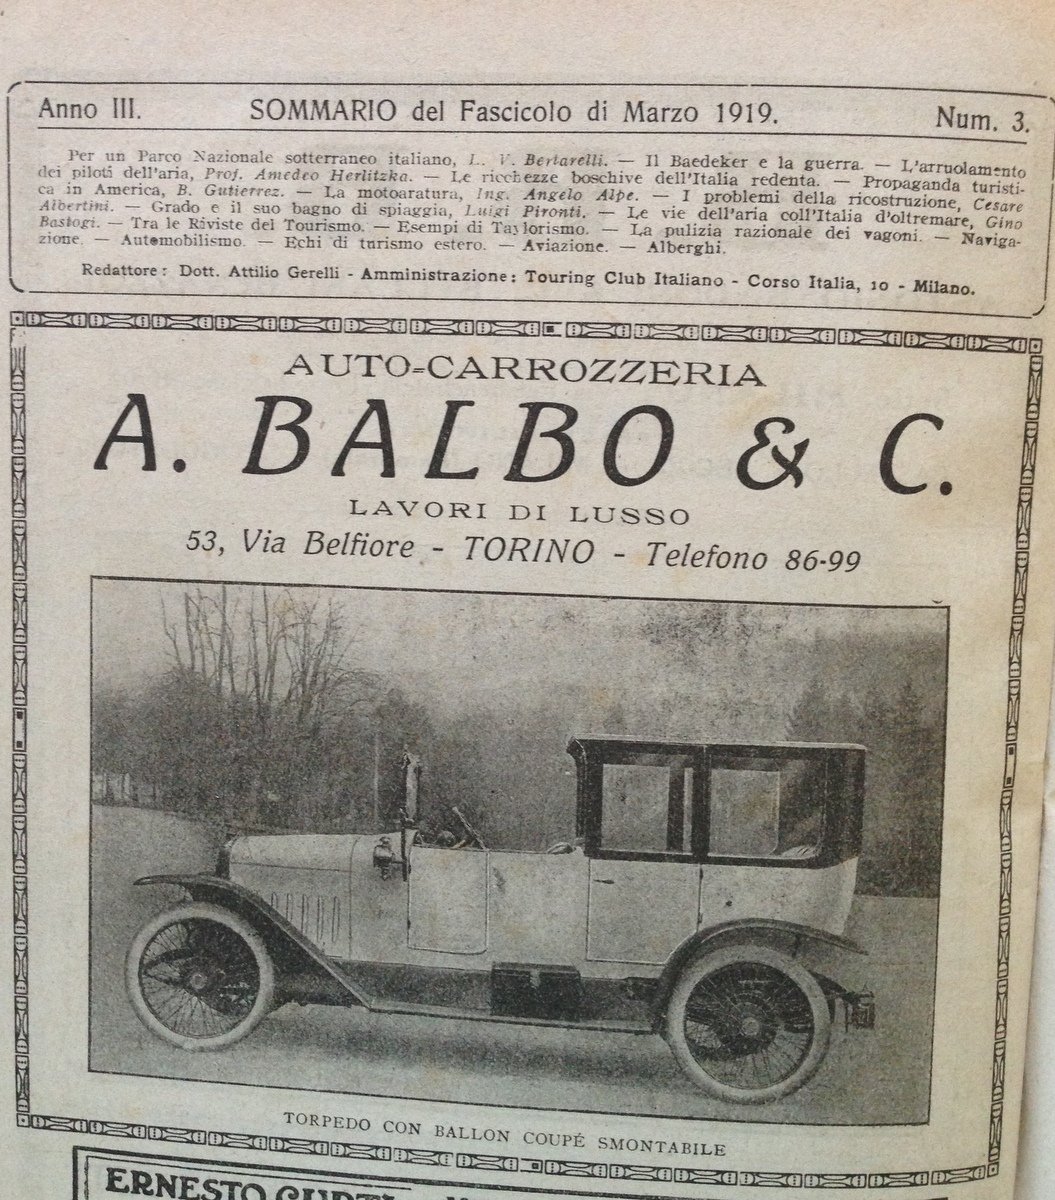 Anno III. SOMMARIO del Fascicolo di Marzo 1919. Num. 3.
Per un Parco Nazionale sotterraneo italiano, L. V. Bertarelli. — Il Baedeker e la guerra. — L'arruolamento
dei piloti dell'aria, Prof. Amedeo Herlitzka. — Le ricchezze boschive dell'Italia redenta. — Propaganda turisti-
ca in America, B. Gutierrez. — La motoaratura, Ing. Angelo Alpe. — I problemi della ricostruzione, Cesare
Albertini. — Grado e il suo bagno di spiaggia, Luigi Pironti. — Le vie dell'aria coll'Italia d'oltremare, Gino
Bastogi. — Tra le Riviste del Tourismo. — Esempi di Taylorismo. — La pulizia razionale dei vagoni. — Naviga-
zione. — Automobilismo. — Echi di turismo estero. — Aviazione. — Alberghi.
Redattore: Dott. Attilio Gerelli - Amministrazione: Touring Club Italiano - Corso Italia, 10 - Milano.
AUTO-CARROZZERIA
A. BALBO & C.
LAVORI DI LUSSO
53, Via Belfiore - TORINO - Telefono 86-99
TORPEDO CON BALLON COUPÉ SMONTABILE
ERNESTO